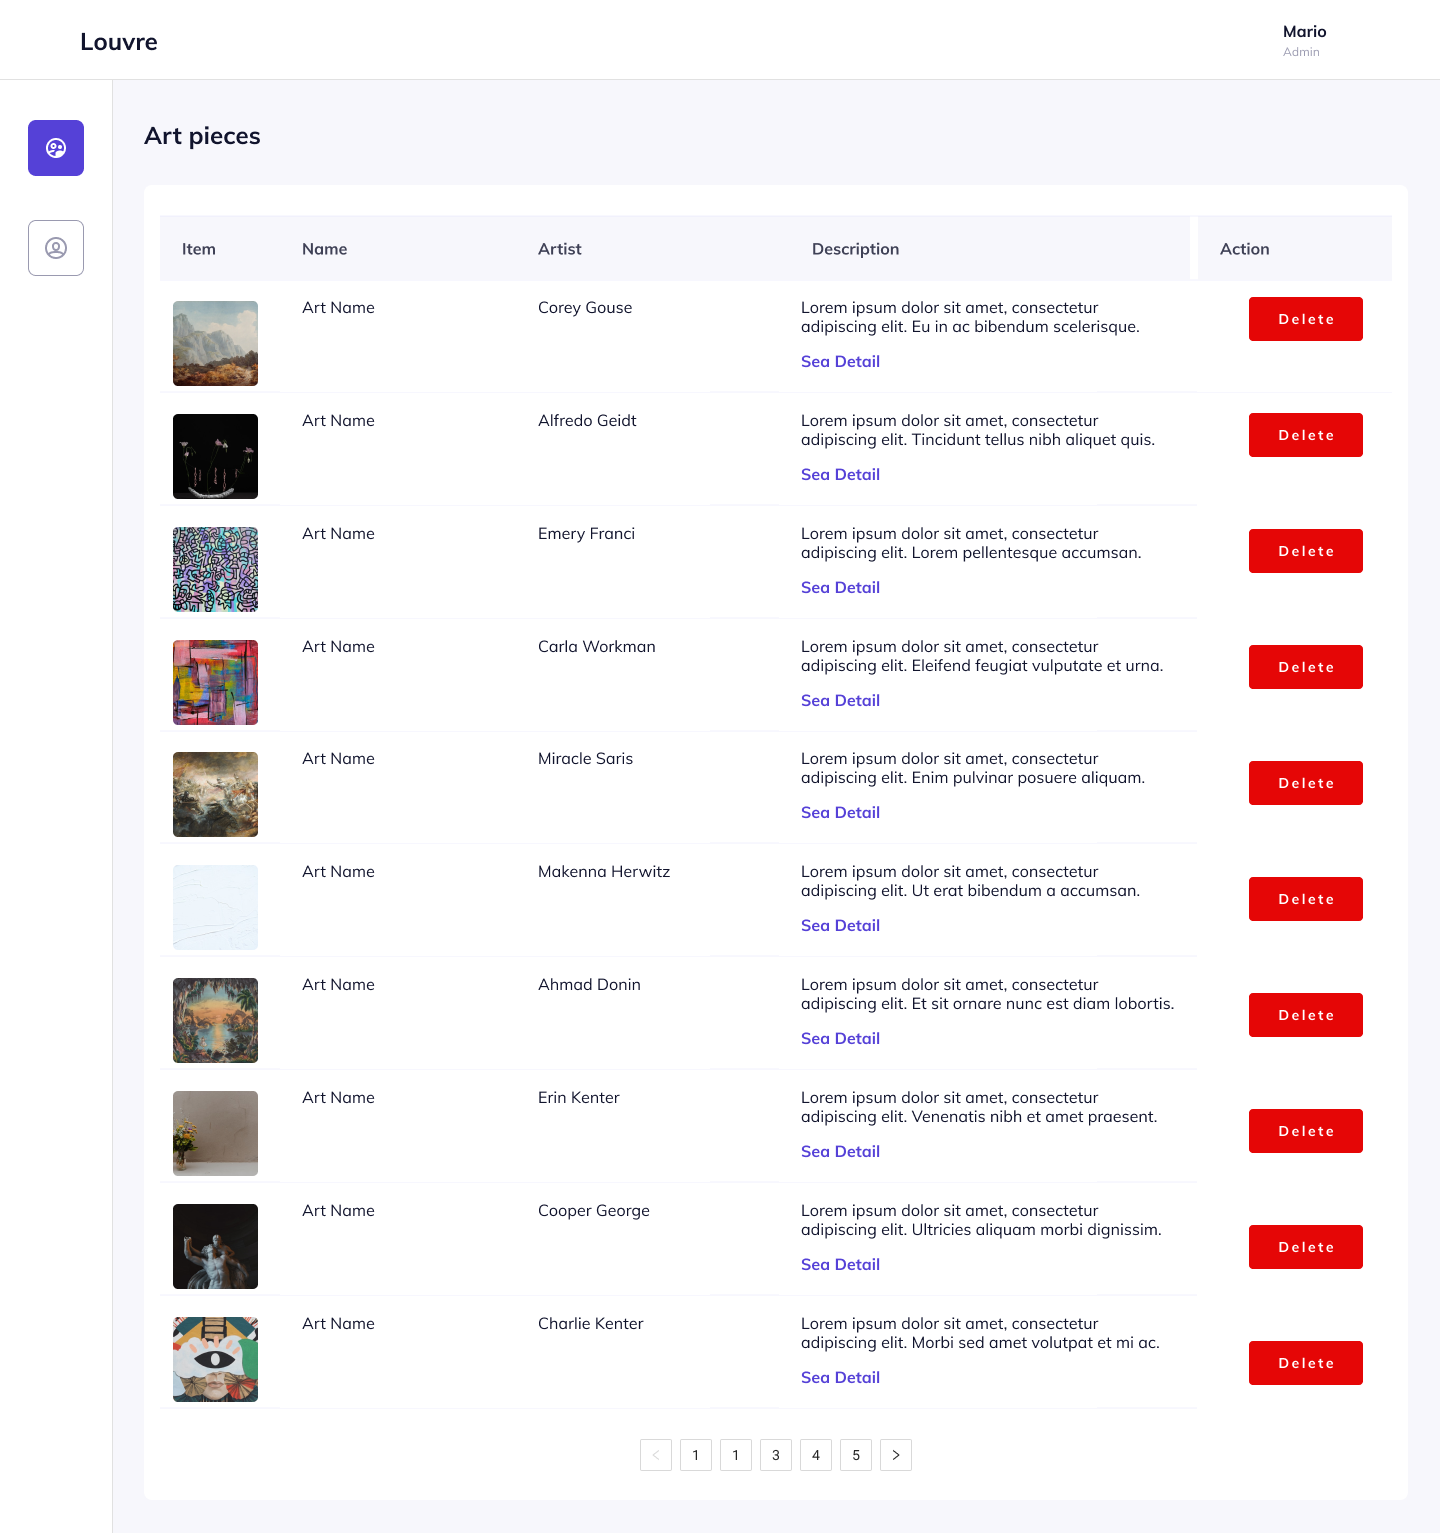 Louvre
Mario
Admin
Art pieces
Item Name Artist Description Action
Art Name Corey Gouse Lorem ipsum dolor sit amet, consectetur
adipiscing elit. Eu in ac bibendum scelerisque.
Sea Detail
Delete
Art Name Alfredo Geidt Lorem ipsum dolor sit amet, consectetur
adipiscing elit. Tincidunt tellus nibh aliquet quis.
Sea Detail
Delete
Art Name Emery Franci Lorem ipsum dolor sit amet, consectetur
adipiscing elit. Lorem pellentesque accumsan.
Sea Detail
Delete
Art Name Carla Workman Lorem ipsum dolor sit amet, consectetur
adipiscing elit. Eleifend feugiat vulputate et urna.
Sea Detail
Delete
Art Name Miracle Saris Lorem ipsum dolor sit amet, consectetur
adipiscing elit. Enim pulvinar posuere aliquam.
Sea Detail
Delete
Art Name Makenna Herwitz Lorem ipsum dolor sit amet, consectetur
adipiscing elit. Ut erat bibendum a accumsan.
Sea Detail
Delete
Art Name Ahmad Donin Lorem ipsum dolor sit amet, consectetur
adipiscing elit. Et sit ornare nunc est diam lobortis.
Sea Detail
Delete
Art Name Erin Kenter Lorem ipsum dolor sit amet, consectetur
adipiscing elit. Venenatis nibh et amet praesent.
Sea Detail
Delete
Art Name Cooper George Lorem ipsum dolor sit amet, consectetur
adipiscing elit. Ultricies aliquam morbi dignissim.
Sea Detail
Delete
Art Name Charlie Kenter Lorem ipsum dolor sit amet, consectetur
adipiscing elit. Morbi sed amet volutpat et mi ac.
Sea Detail
Delete
< 1 1 3 4 5 >